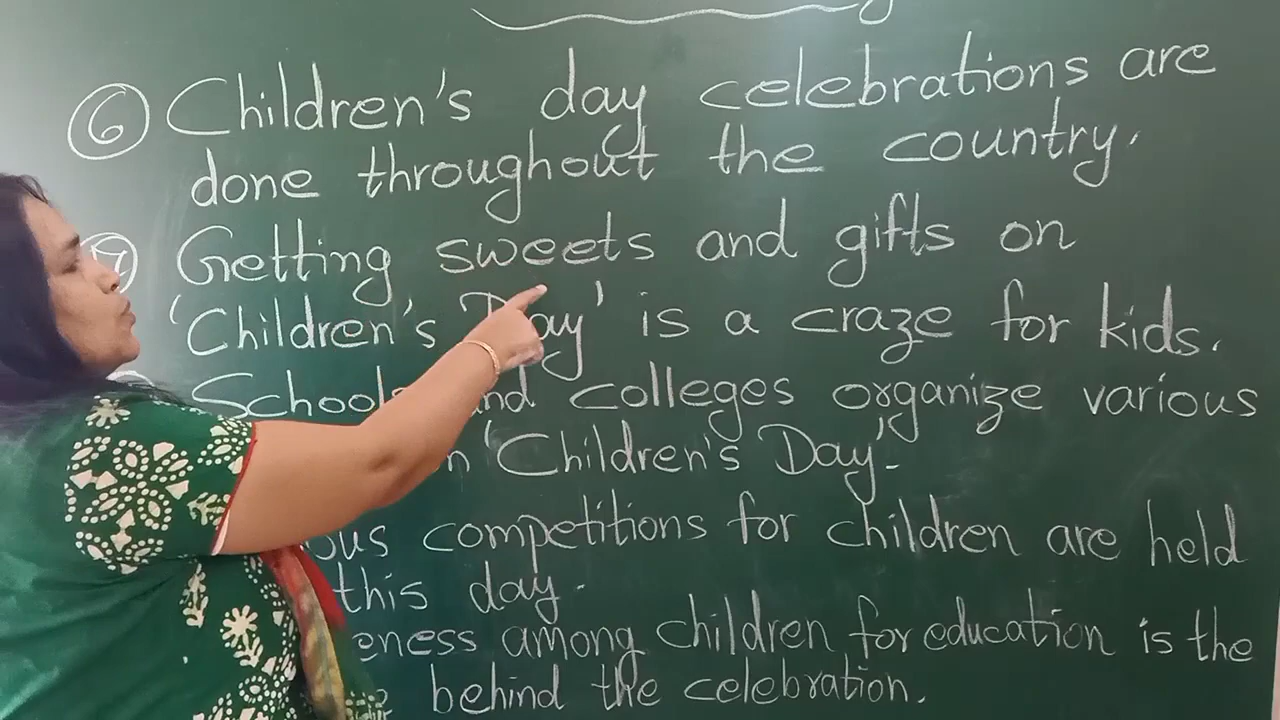 6 Children's day celebrations are
done throughout the country.
7 Getting sweets and gifts on
'Children's Day' is a craze for kids.
Schools and colleges organize various
'Children's Day'.
competitions for children are held
this day.
among children for education is the
behind the celebration.